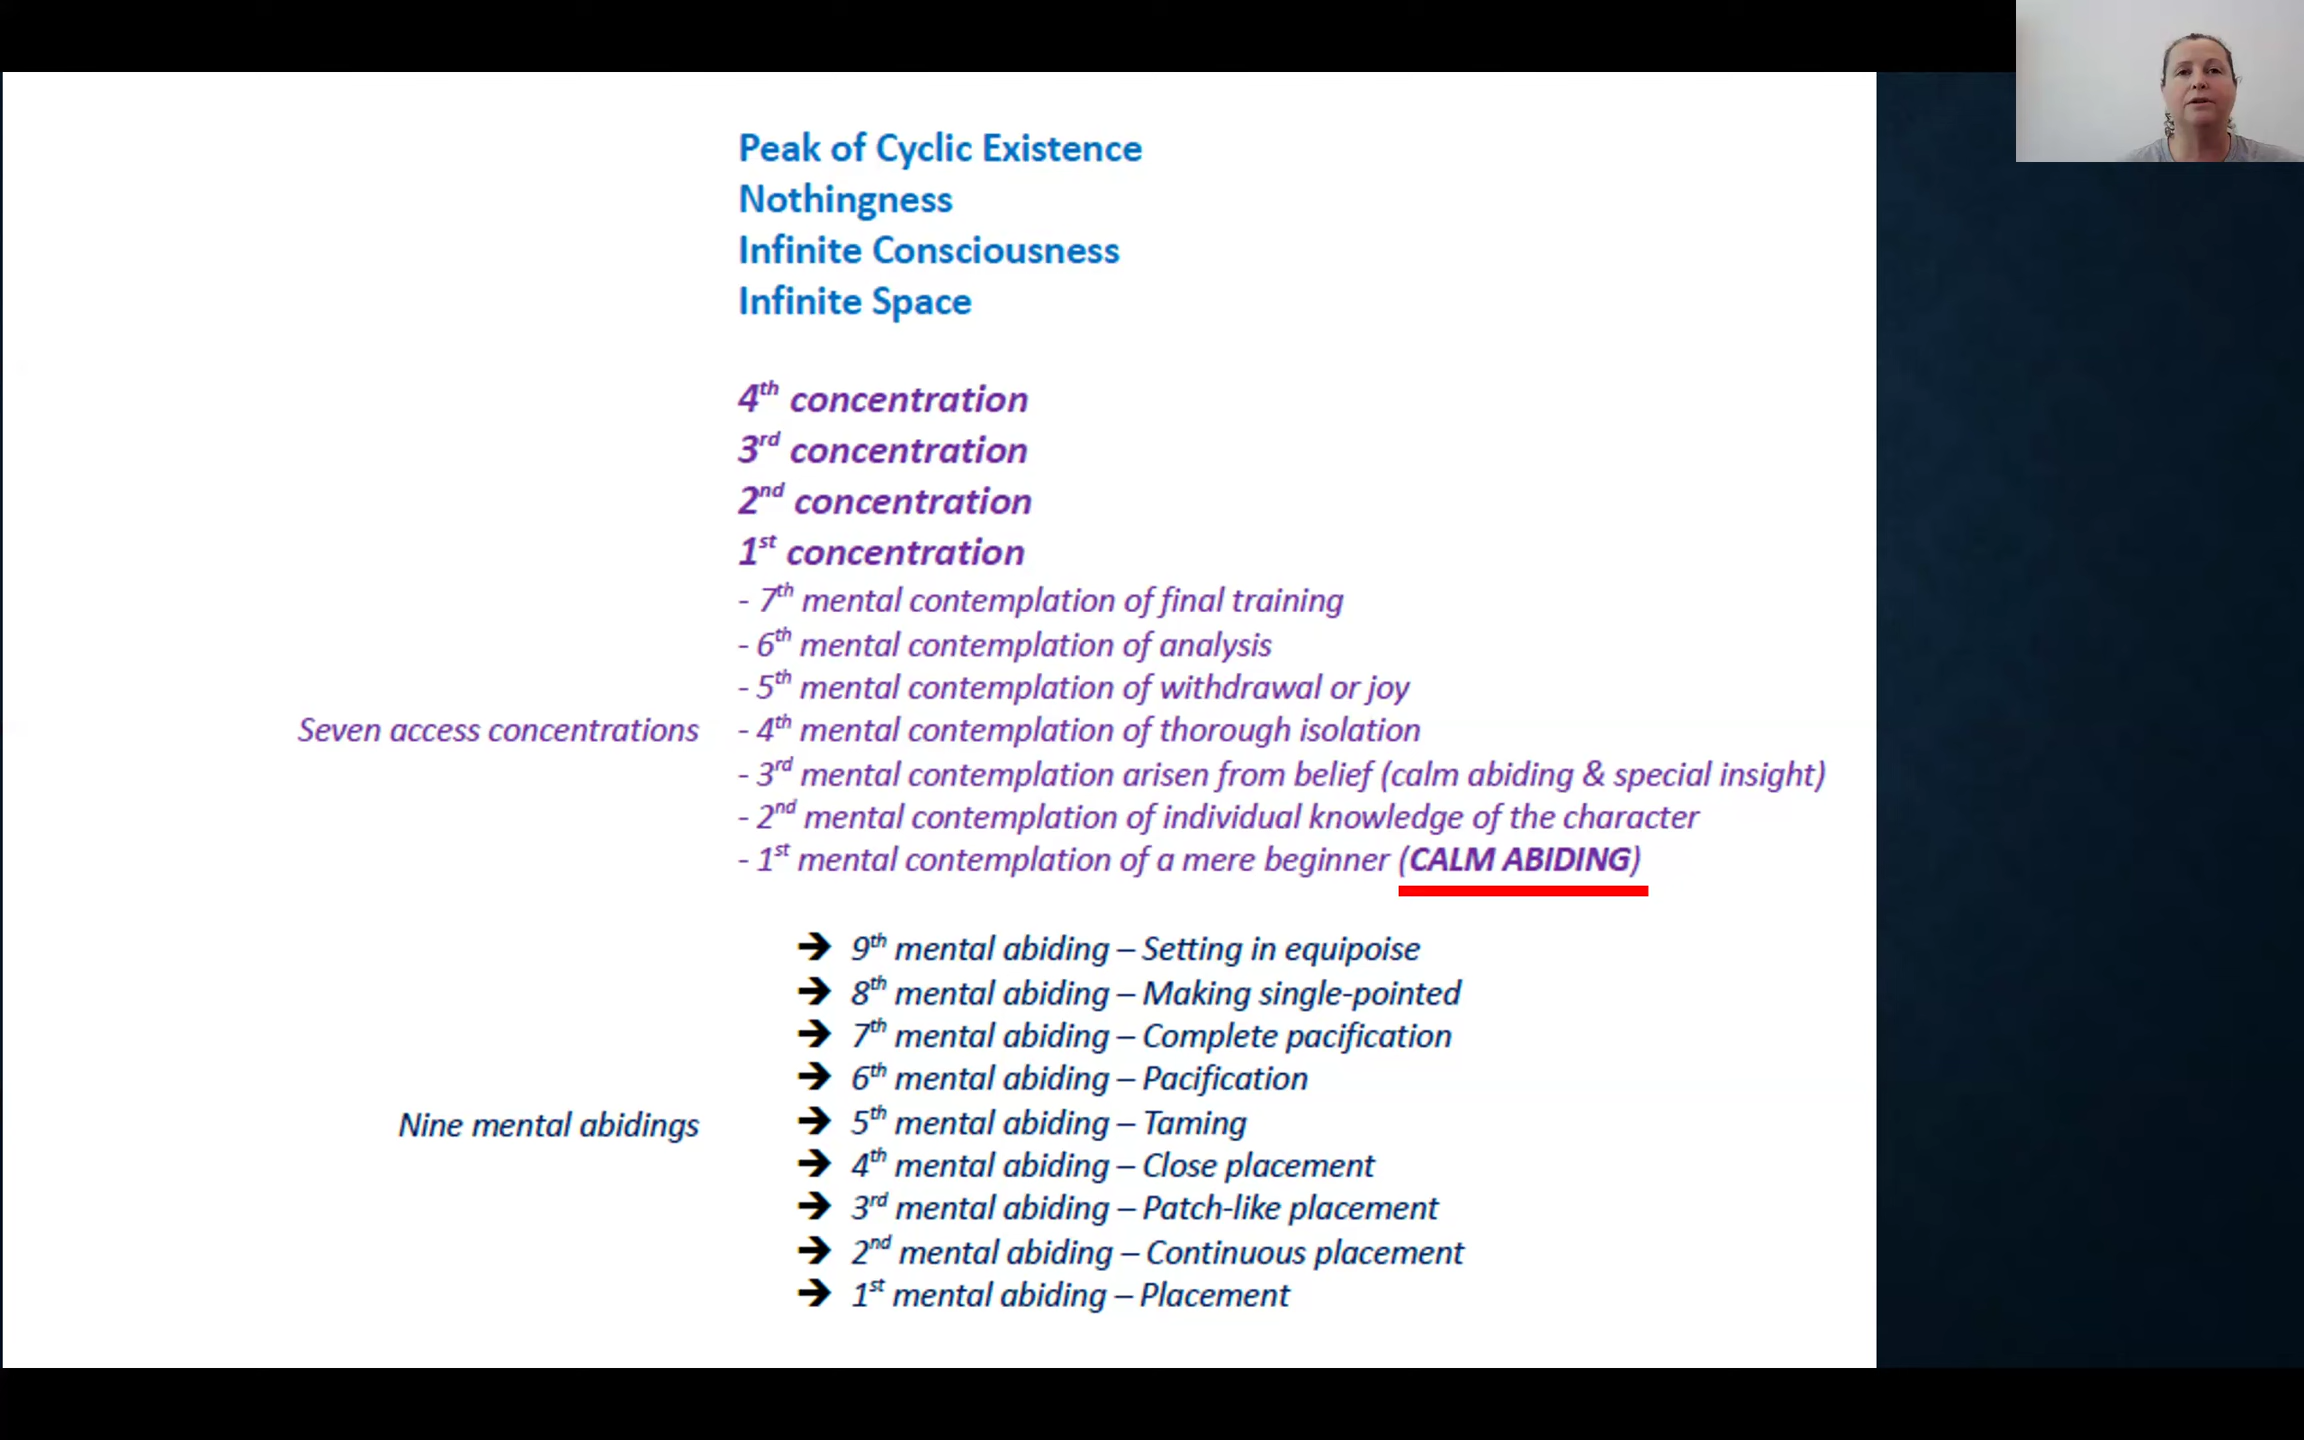 Peak of Cyclic Existence
Nothingness
Infinite Consciousness
Infinite Space
4th concentration
3rd concentration
2nd concentration
1st concentration
- 7th mental contemplation of final training
- 6th mental contemplation of analysis
- 5th mental contemplation of withdrawal or joy
Seven access concentrations - 4th mental contemplation of thorough isolation
- 3rd mental contemplation arisen from belief (calm abiding & special insight)
- 2nd mental contemplation of individual knowledge of the character
- 1st mental contemplation of a mere beginner (CALM ABIDING)
➔ 9th mental abiding – Setting in equipoise
➔ 8th mental abiding – Making single-pointed
➔ 7th mental abiding – Complete pacification
➔ 6th mental abiding – Pacification
Nine mental abidings ➔ 5th mental abiding – Taming
➔ 4th mental abiding – Close placement
➔ 3rd mental abiding – Patch-like placement
➔ 2nd mental abiding – Continuous placement
➔ 1st mental abiding – Placement